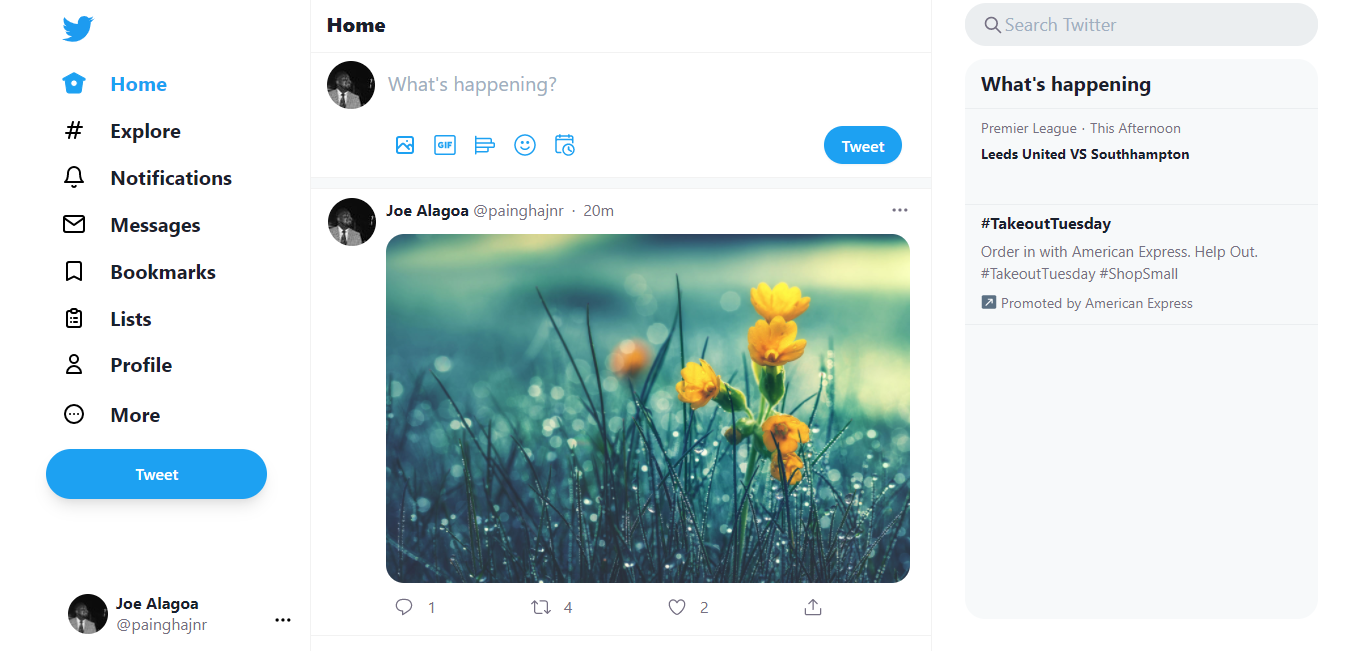 Home
Explore
Notifications
Messages
Bookmarks
Lists
Profile
More
Tweet
Joe Alagoa
@painghajnr
Home
What's happening?
GIF
Tweet
Joe Alagoa @painghajnr · 20m
1 4 2
Search Twitter
What's happening
Premier League · This Afternoon
Leeds United VS Southhampton
#TakeoutTuesday
Order in with American Express. Help Out.
#TakeoutTuesday #ShopSmall
Promoted by American Express